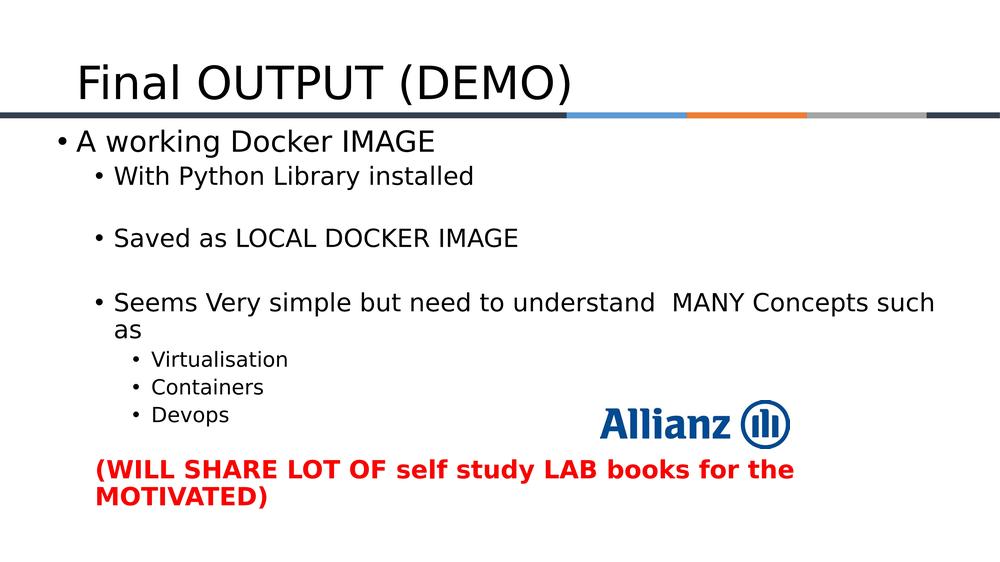 Final OUTPUT (DEMO)
• A working Docker IMAGE
• With Python Library installed
• Saved as LOCAL DOCKER IMAGE
• Seems Very simple but need to understand  MANY Concepts such
as
• Virtualisation
• Containers
• Devops
Allianz
(WILL SHARE LOT OF self study LAB books for the
MOTIVATED)